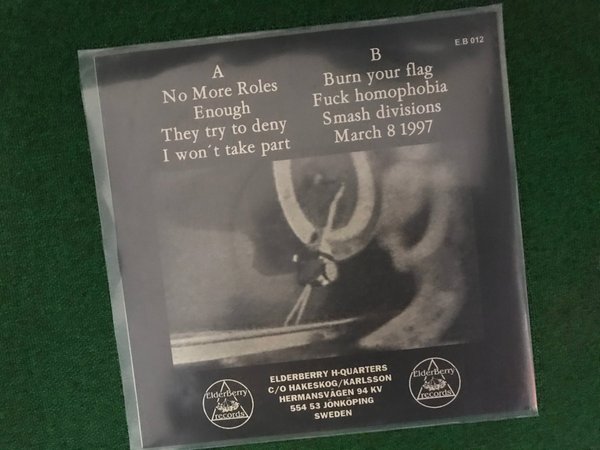 E.B 012
A
No More Roles
Enough
They try to deny
I won´t take part
B
Burn your flag
Fuck homophobia
Smash divisions
March 8 1997
ELDERBERRY H-QUARTERS
C/O HAKESKOG/KARLSSON
HERMANSVÄGEN 94 KV
554 53 JÖNKÖPING
SWEDEN
ElderBerry
records
ElderBerry
records